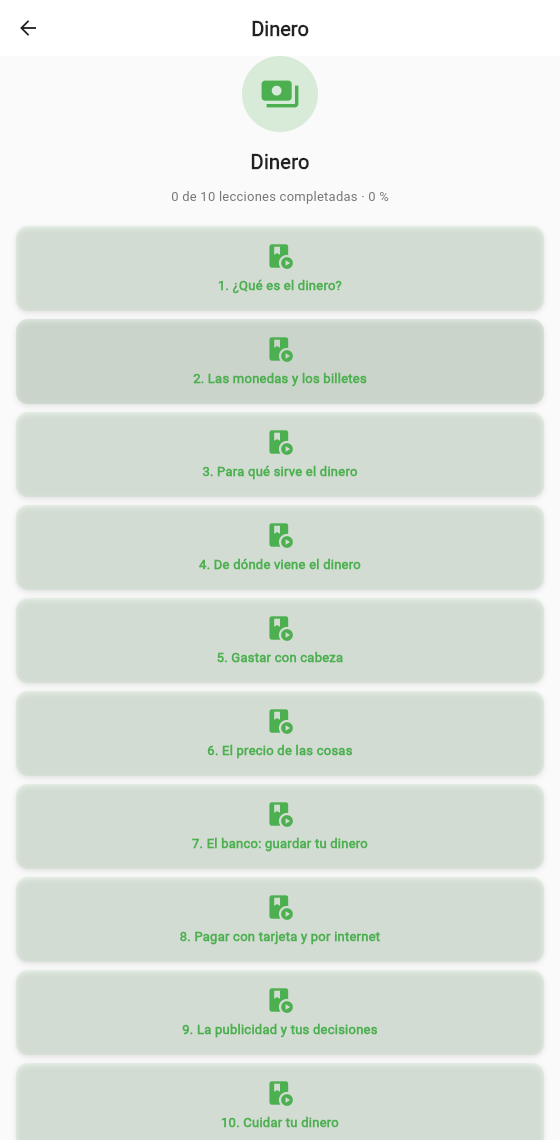 Dinero
Dinero
0 de 10 lecciones completadas · 0 %
1. ¿Qué es el dinero?
2. Las monedas y los billetes
3. Para qué sirve el dinero
4. De dónde viene el dinero
5. Gastar con cabeza
6. El precio de las cosas
7. El banco: guardar tu dinero
8. Pagar con tarjeta y por internet
9. La publicidad y tus decisiones
10. Cuidar tu dinero